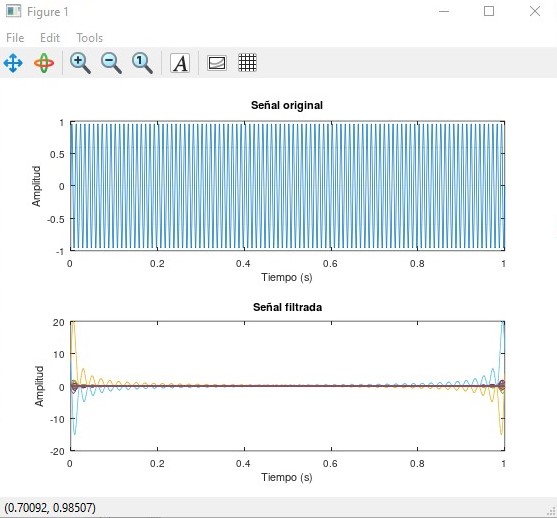 Figure 1
File Edit Tools
A
Señal original
Amplitud
1
0.5
0
-0.5
-1
0 0.2 0.4 0.6 0.8 1
Tiempo (s)
Señal filtrada
Amplitud
20
10
0
-10
-20
0 0.2 0.4 0.6 0.8 1
Tiempo (s)
(0.70092, 0.98507)